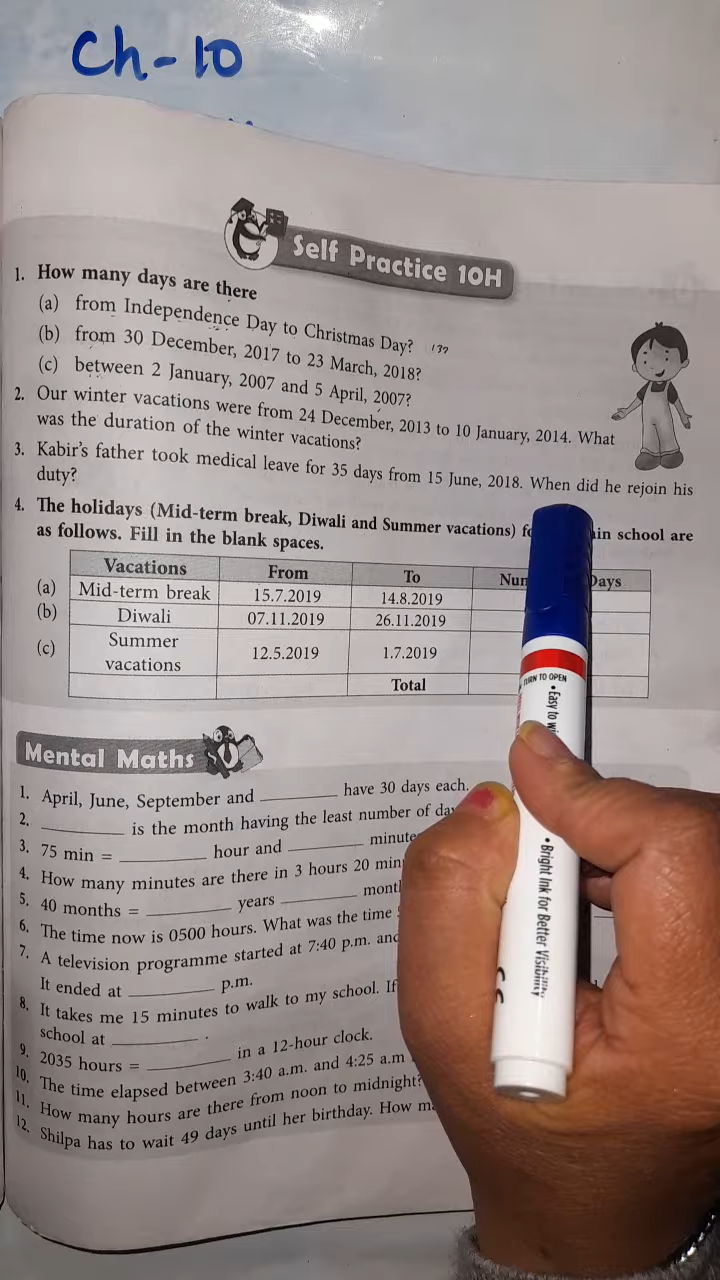 Ch-10
Self Practice 10H
1. How many days are there
(a) from Independence Day to Christmas Day?
(b) from 30 December, 2017 to 23 March, 2018?
(c) between 2 January, 2007 and 5 April, 2007?
2. Our winter vacations were from 24 December, 2013 to 10 January, 2014. What
was the duration of the winter vacations?
3. Kabir's father took medical leave for 35 days from 15 June, 2018. When did he rejoin his
duty?
4. The holidays (Mid-term break, Diwali and Summer vacations) school are
as follows. Fill in the blank spaces.
Vacations From To Days
(a) Mid-term break 15.7.2019 14.8.2019
(b) Diwali 07.11.2019 26.11.2019
(c) Summer vacations 12.5.2019 1.7.2019
Total
Mental Maths
1. April, June, September and ________ have 30 days each.
2. ________ is the month having the least number of
3. 75 min = ________ hour and ________
4. How many minutes are there in 3 hours 20
5. 40 months = ________ years ________
6. The time now is 0500 hours. What was the time
7. A television programme started at 7:40 p.m.
It ended at ________ p.m.
8. It takes me 15 minutes to walk to my school. If
school at ________ .
9. 2035 hours = ________ in a 12-hour clock.
10. The time elapsed between 3:40 a.m. and 4:25 a.m
11. How many hours are there from noon to midnight?
12. Shilpa has to wait 49 days until her birthday. How
TURN TO OPEN
• Easy to
• Bright Ink for Better Visibility